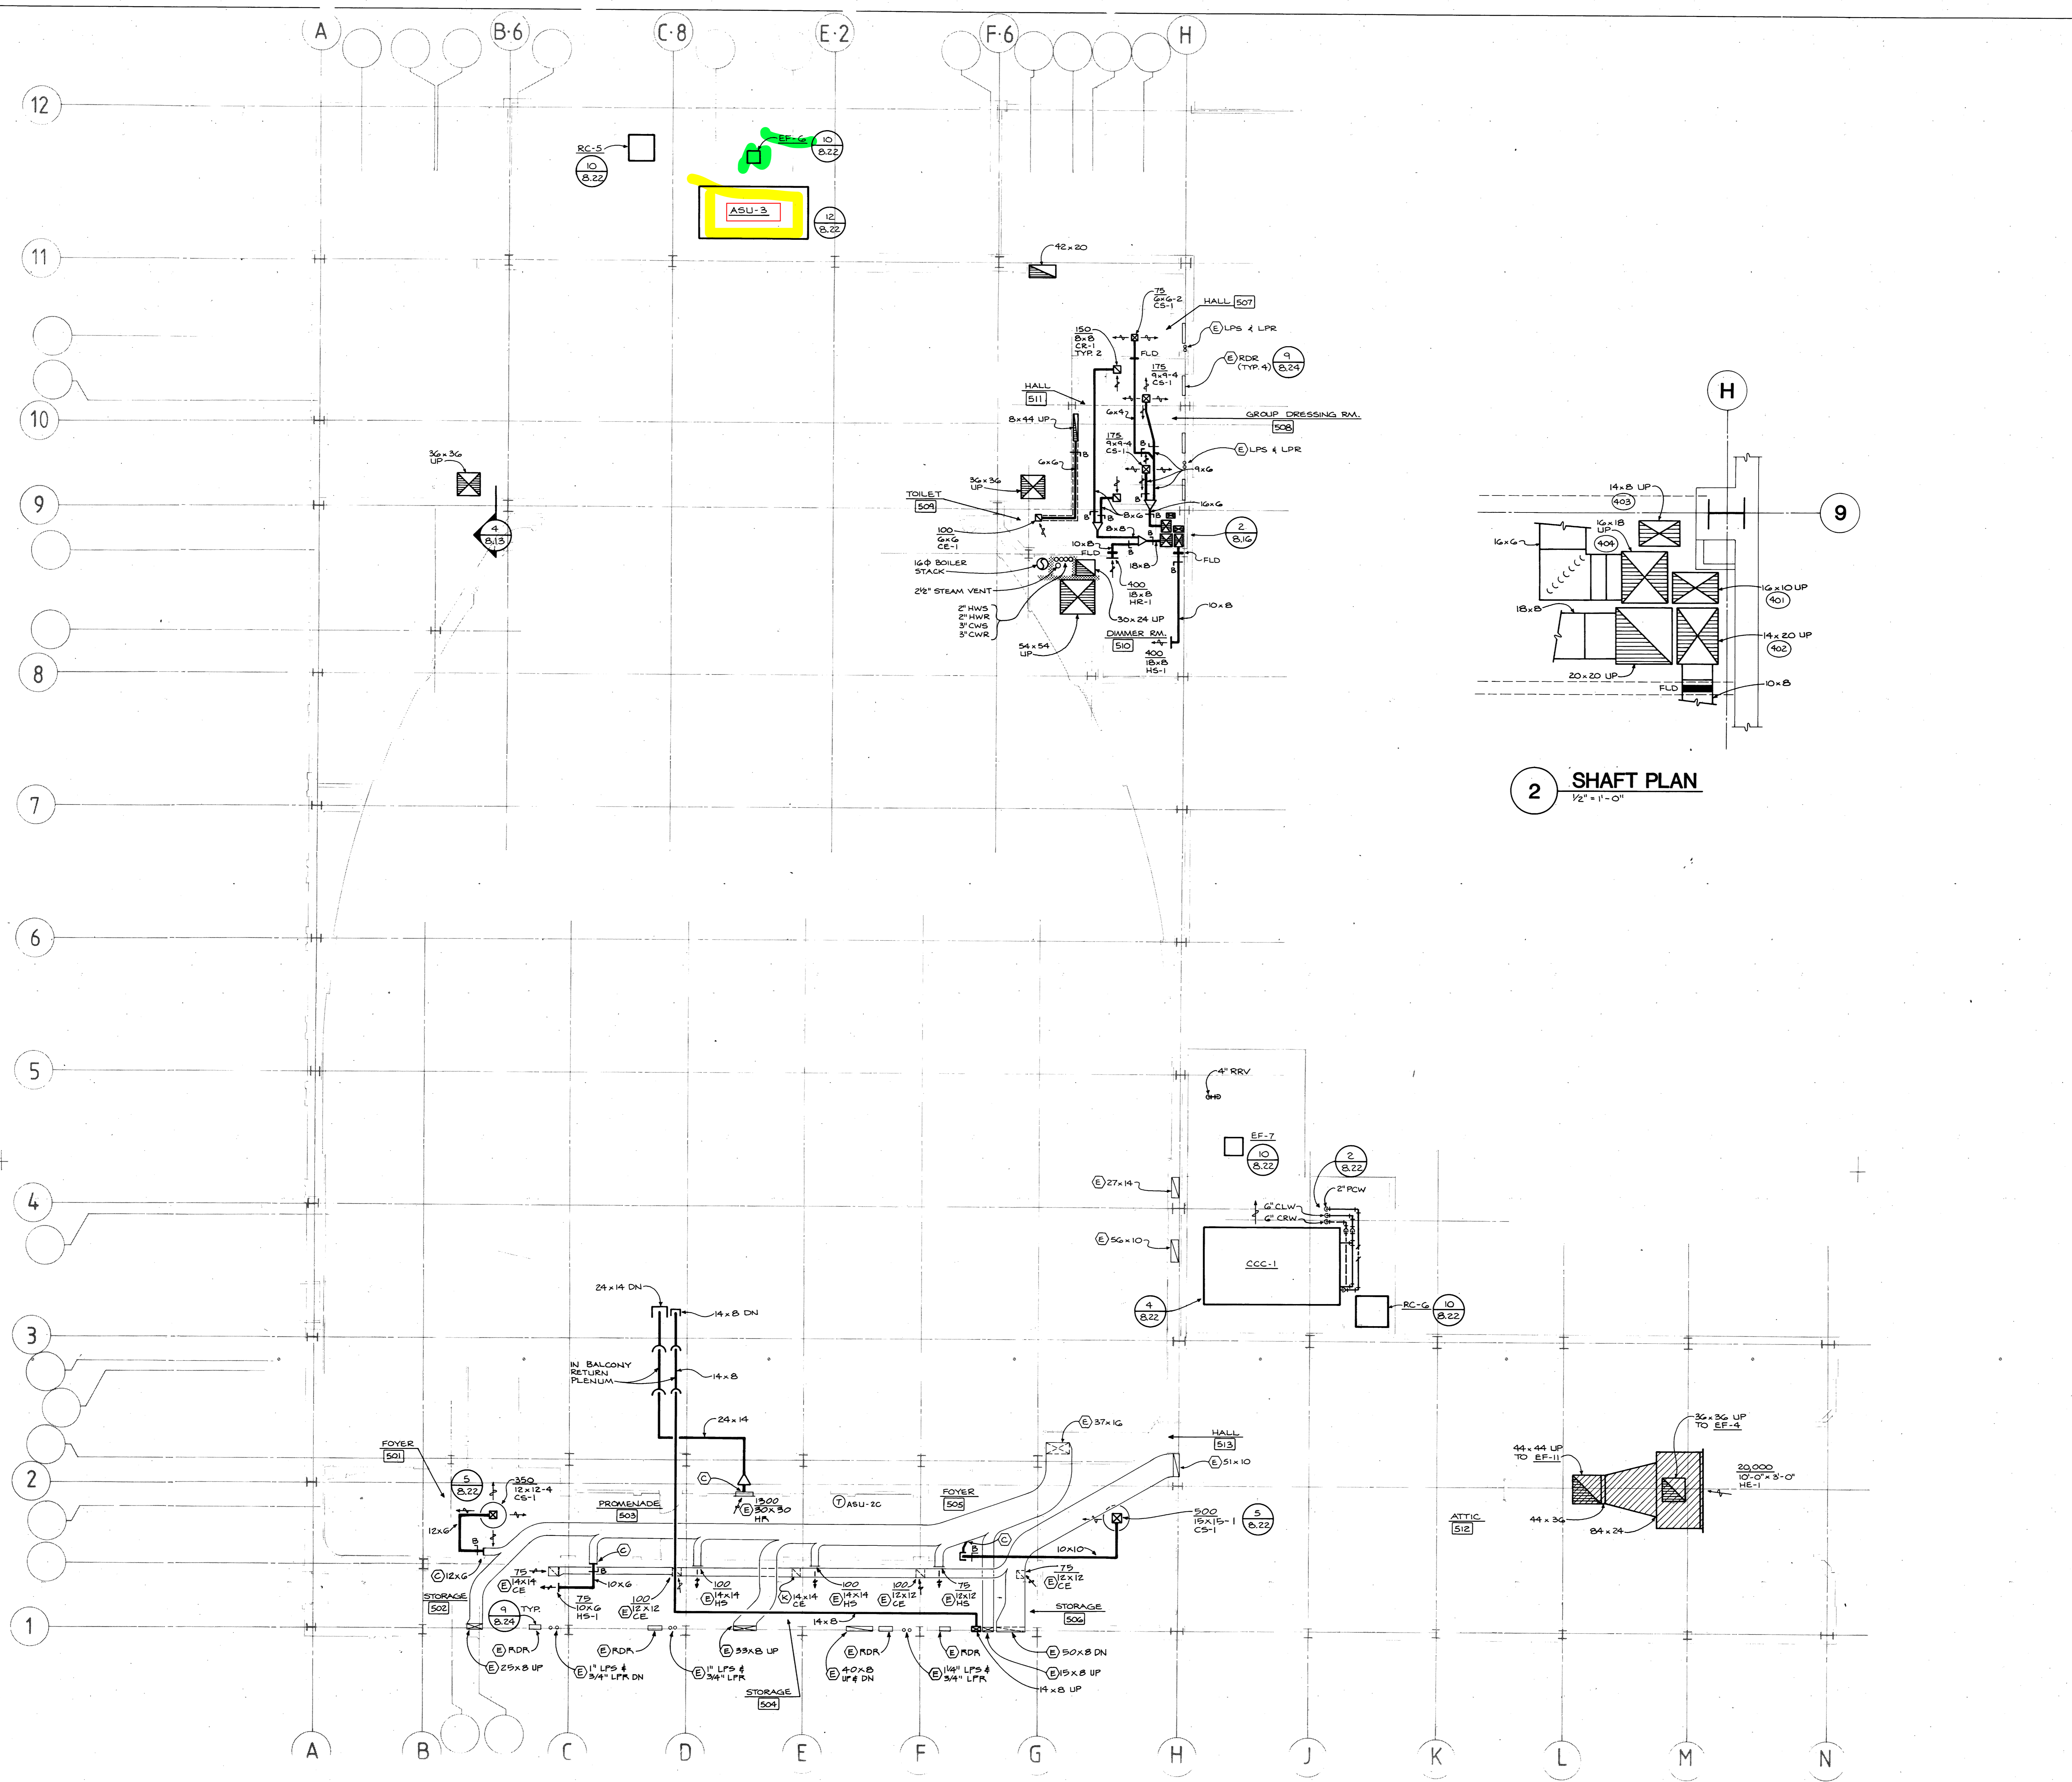 A
B·6
C·8
E·2
F·6
H
12
RC-5
10
8.22
EF-6
10
8.22
ASU-3
12
8.22
11
42×20
75
6×6-2
CS-1
HALL 507
E LPS & LPR
150
8×8
CR-1
TYP. 2
FLD
E RDR
(TYP. 4)
9
8.24
175
9×9-4
CS-1
HALL
511
10
6×4
8×44 UP
GROUP DRESSING RM.
508
175
9×9-4
CS-1
B
B
E LPS & LPR
36×36
UP
6×6
9×6
36×36
UP
9
TOILET
509
B
B
B
8×6
B
16×6
100
6×6
CE-1
8×8
4
8.13
2
8.16
10×8
FLD
B
18×8
FLD
B
16Φ BOILER
STACK
2½" STEAM VENT
400
18×8
HR-1
2" HWS
2" HWR
3" CWS
3" CWR
10×8
30×24 UP
DIMMER RM.
510
54×54
UP
400
18×8
HS-1
8
H
14×8 UP
403
9
16×18
UP
404
16×6
16×10 UP
401
18×8
14×20 UP
402
20×20 UP
FLD
10×8
2 SHAFT PLAN
½" = 1'-0"
7
6
5
4" RRV
EF-7
10
8.22
2
8.22
E 27×14
2" PCW
4
6" CLW
6" CRW
E 56×10
CCC-1
24×14 DN
14×8 DN
4
8.22
RC-6
10
8.22
3
IN BALCONY
RETURN
PLENUM
14×8
24×14
E 37×16
36×36 UP
TO EF-4
FOYER
501
HALL
513
44×44 UP
TO EF-11
E 51×10
20,000
10'-0"×3'-0"
HE-1
2
5
8.22
350
12×12-4
CS-1
C
PROMENADE
503
1300
E 30×30
HR
T ASU-2C
FOYER
505
500
15×15-1
CS-1
5
8.22
12×6
B
ATTIC
512
44×36
84×24
C
C
B
10×10
C 12×6
75
E 14×14
CE
B
10×6
75
10×6
HS-1
100
E 12×12
CE
100
E 14×14
HS
K 14×14
CE
100
E 14×14
HS
100
E 12×12
CE
75
E 12×12
HS
75
E 12×12
CE
STORAGE
502
9
8.24
TYP.
14×8
STORAGE
506
1
E RDR
E RDR
E 33×8 UP
E RDR
E RDR
E 50×8 DN
E 25×8 UP
E 1" LPS &
3/4" LPR DN
E 1" LPS &
3/4" LPR
E 40×8
UP & DN
E 1¼" LPS &
3/4" LPR
E 15×8 UP
14×8 UP
STORAGE
504
A
B
C
D
E
F
G
H
J
K
L
M
N